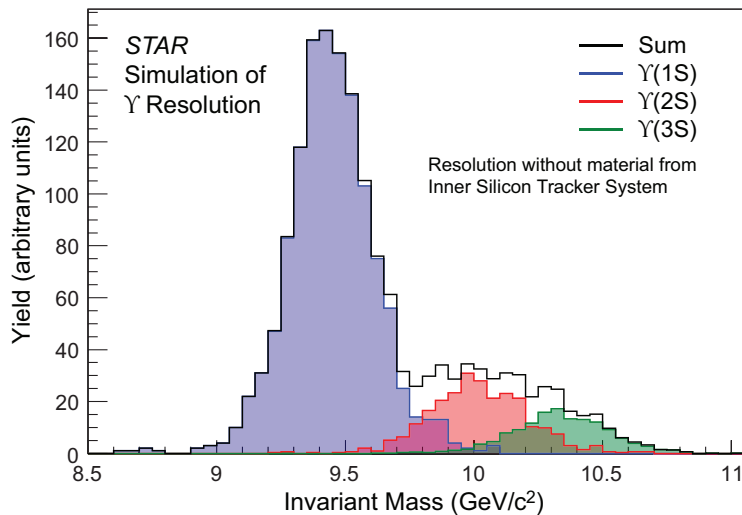 STAR
Simulation of
ϒ Resolution
Sum
ϒ(1S)
ϒ(2S)
ϒ(3S)
Resolution without material from
Inner Silicon Tracker System
Yield (arbitrary units)
160
140
120
100
80
60
40
20
0
8.5 9 9.5 10 10.5 11
Invariant Mass (GeV/c²)